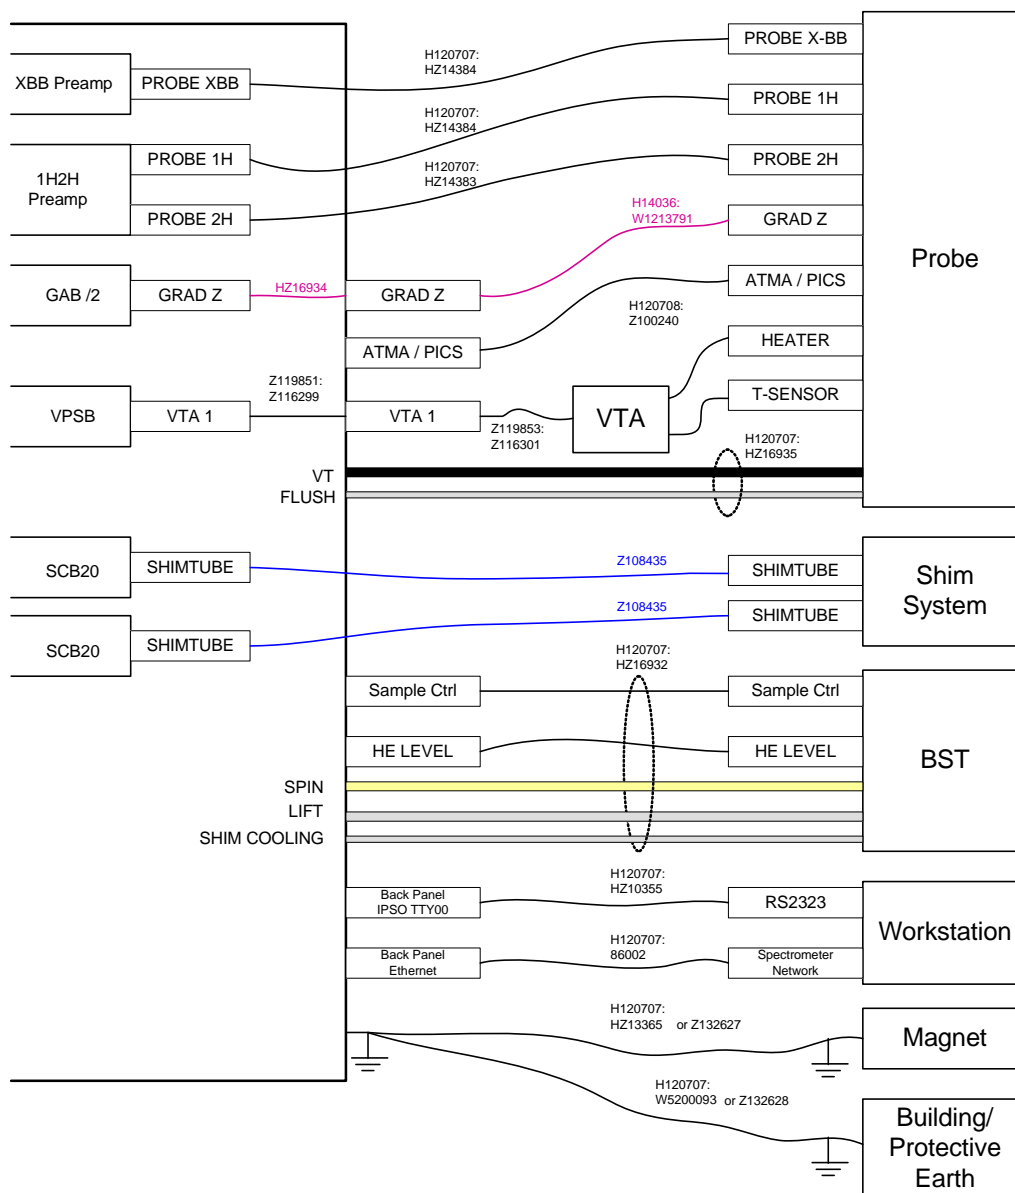 PROBE X-BB
H120707:
HZ14384
XBB Preamp
PROBE XBB
PROBE 1H
H120707:
HZ14384
1H2H
Preamp
PROBE 1H
PROBE 2H
H120707:
HZ14383
PROBE 2H
H14036:
W1213791
GRAD Z
Probe
GAB /2
GRAD Z
HZ16934
GRAD Z
ATMA / PICS
H120708:
Z100240
ATMA / PICS
HEATER
Z119851:
Z116299
T-SENSOR
VPSB
VTA 1
VTA 1
Z119853:
Z116301
VTA
H120707:
HZ16935
VT
FLUSH
SCB20
SHIMTUBE
Z108435
SHIMTUBE
Shim
System
Z108435
SHIMTUBE
SCB20
SHIMTUBE
H120707:
HZ16932
Sample Ctrl
Sample Ctrl
HE LEVEL
HE LEVEL
BST
SPIN
LIFT
SHIM COOLING
H120707:
HZ10355
Back Panel
IPSO TTY00
RS2323
Workstation
H120707:
86002
Back Panel
Ethernet
Spectrometer
Network
H120707:
HZ13365 or Z132627
Magnet
H120707:
W5200093 or Z132628
Building/
Protective
Earth